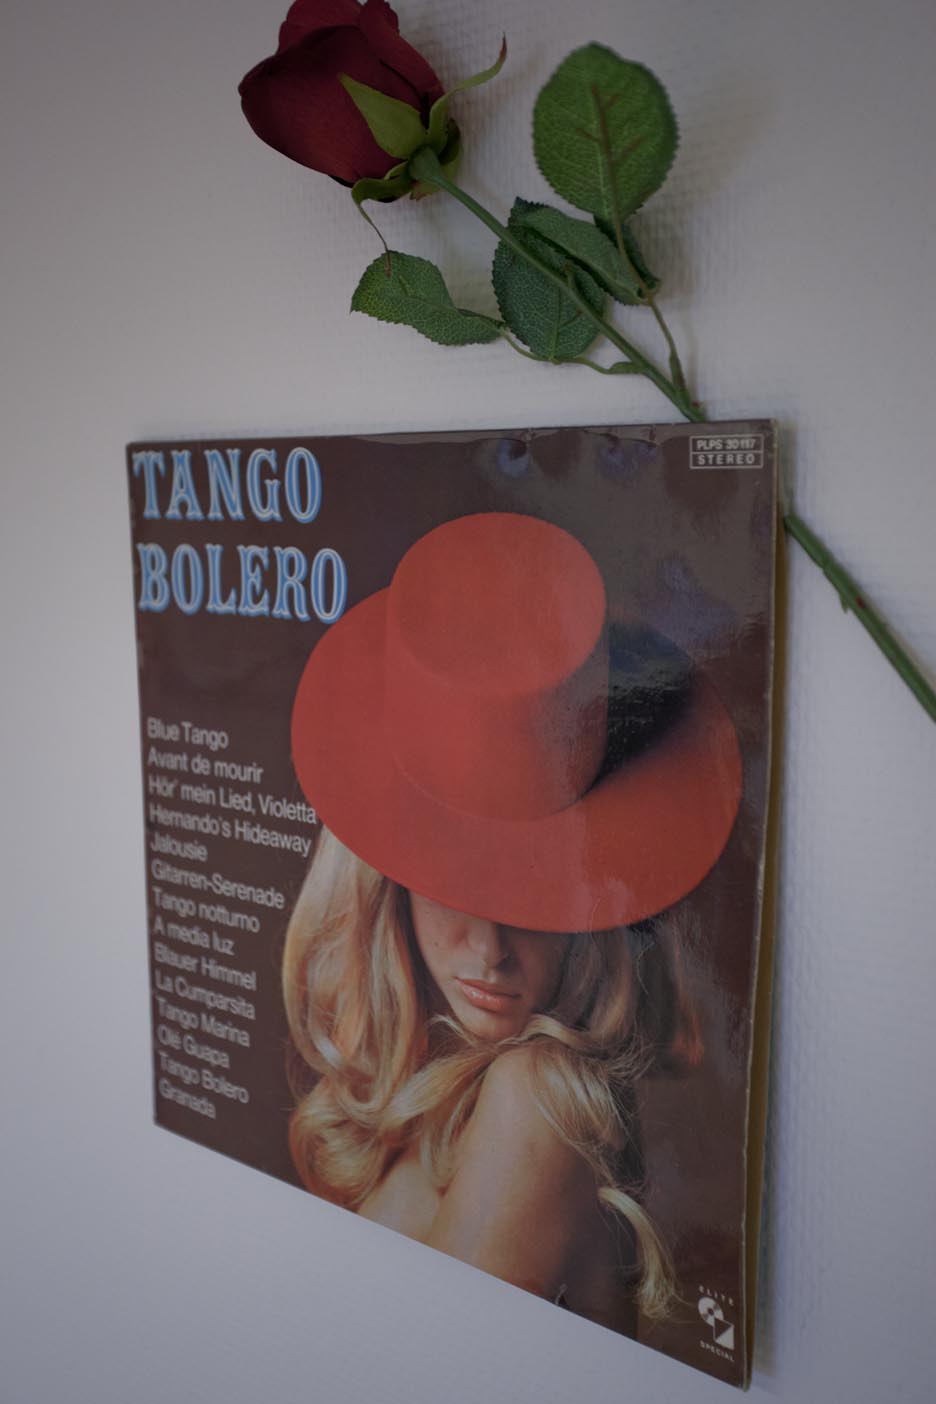 TANGO
BOLERO
PLPS 30117
STEREO
Blue Tango
Avant de mourir
Hör' mein Lied, Violetta
Hernando's Hideaway
Jalousie
Gitarren-Serenade
Tango notturno
A media luz
Blauer Himmel
La Cumparsita
Tango Marina
Olé Guapa
Tango Bolero
Granada
ELITE
SPECIAL